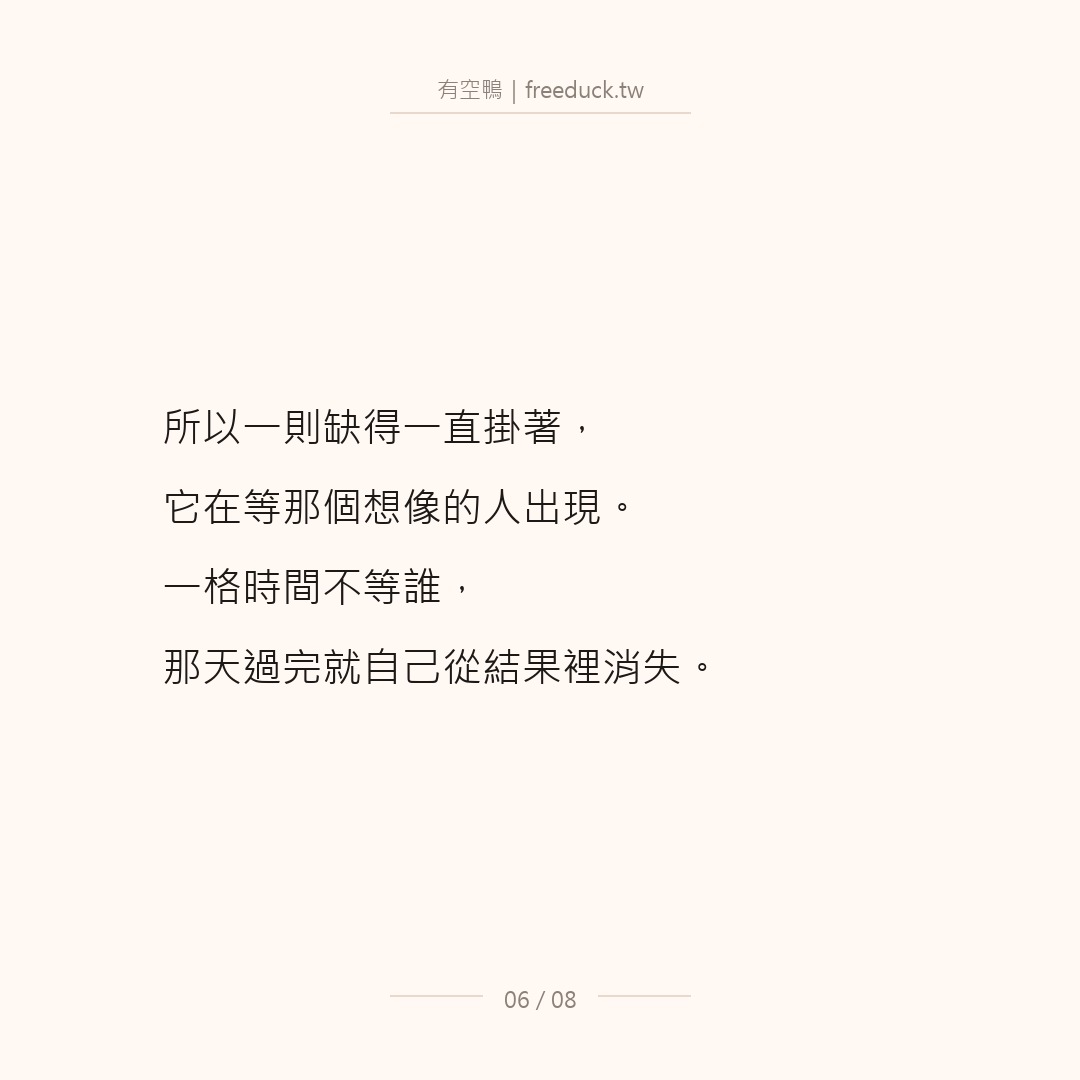 有空鴨 | freeduck.tw
所以一則缺得一直掛著，
它在等那個想像的人出現。
一格時間不等誰，
那天過完就自己從結果裡消失。
06 / 08